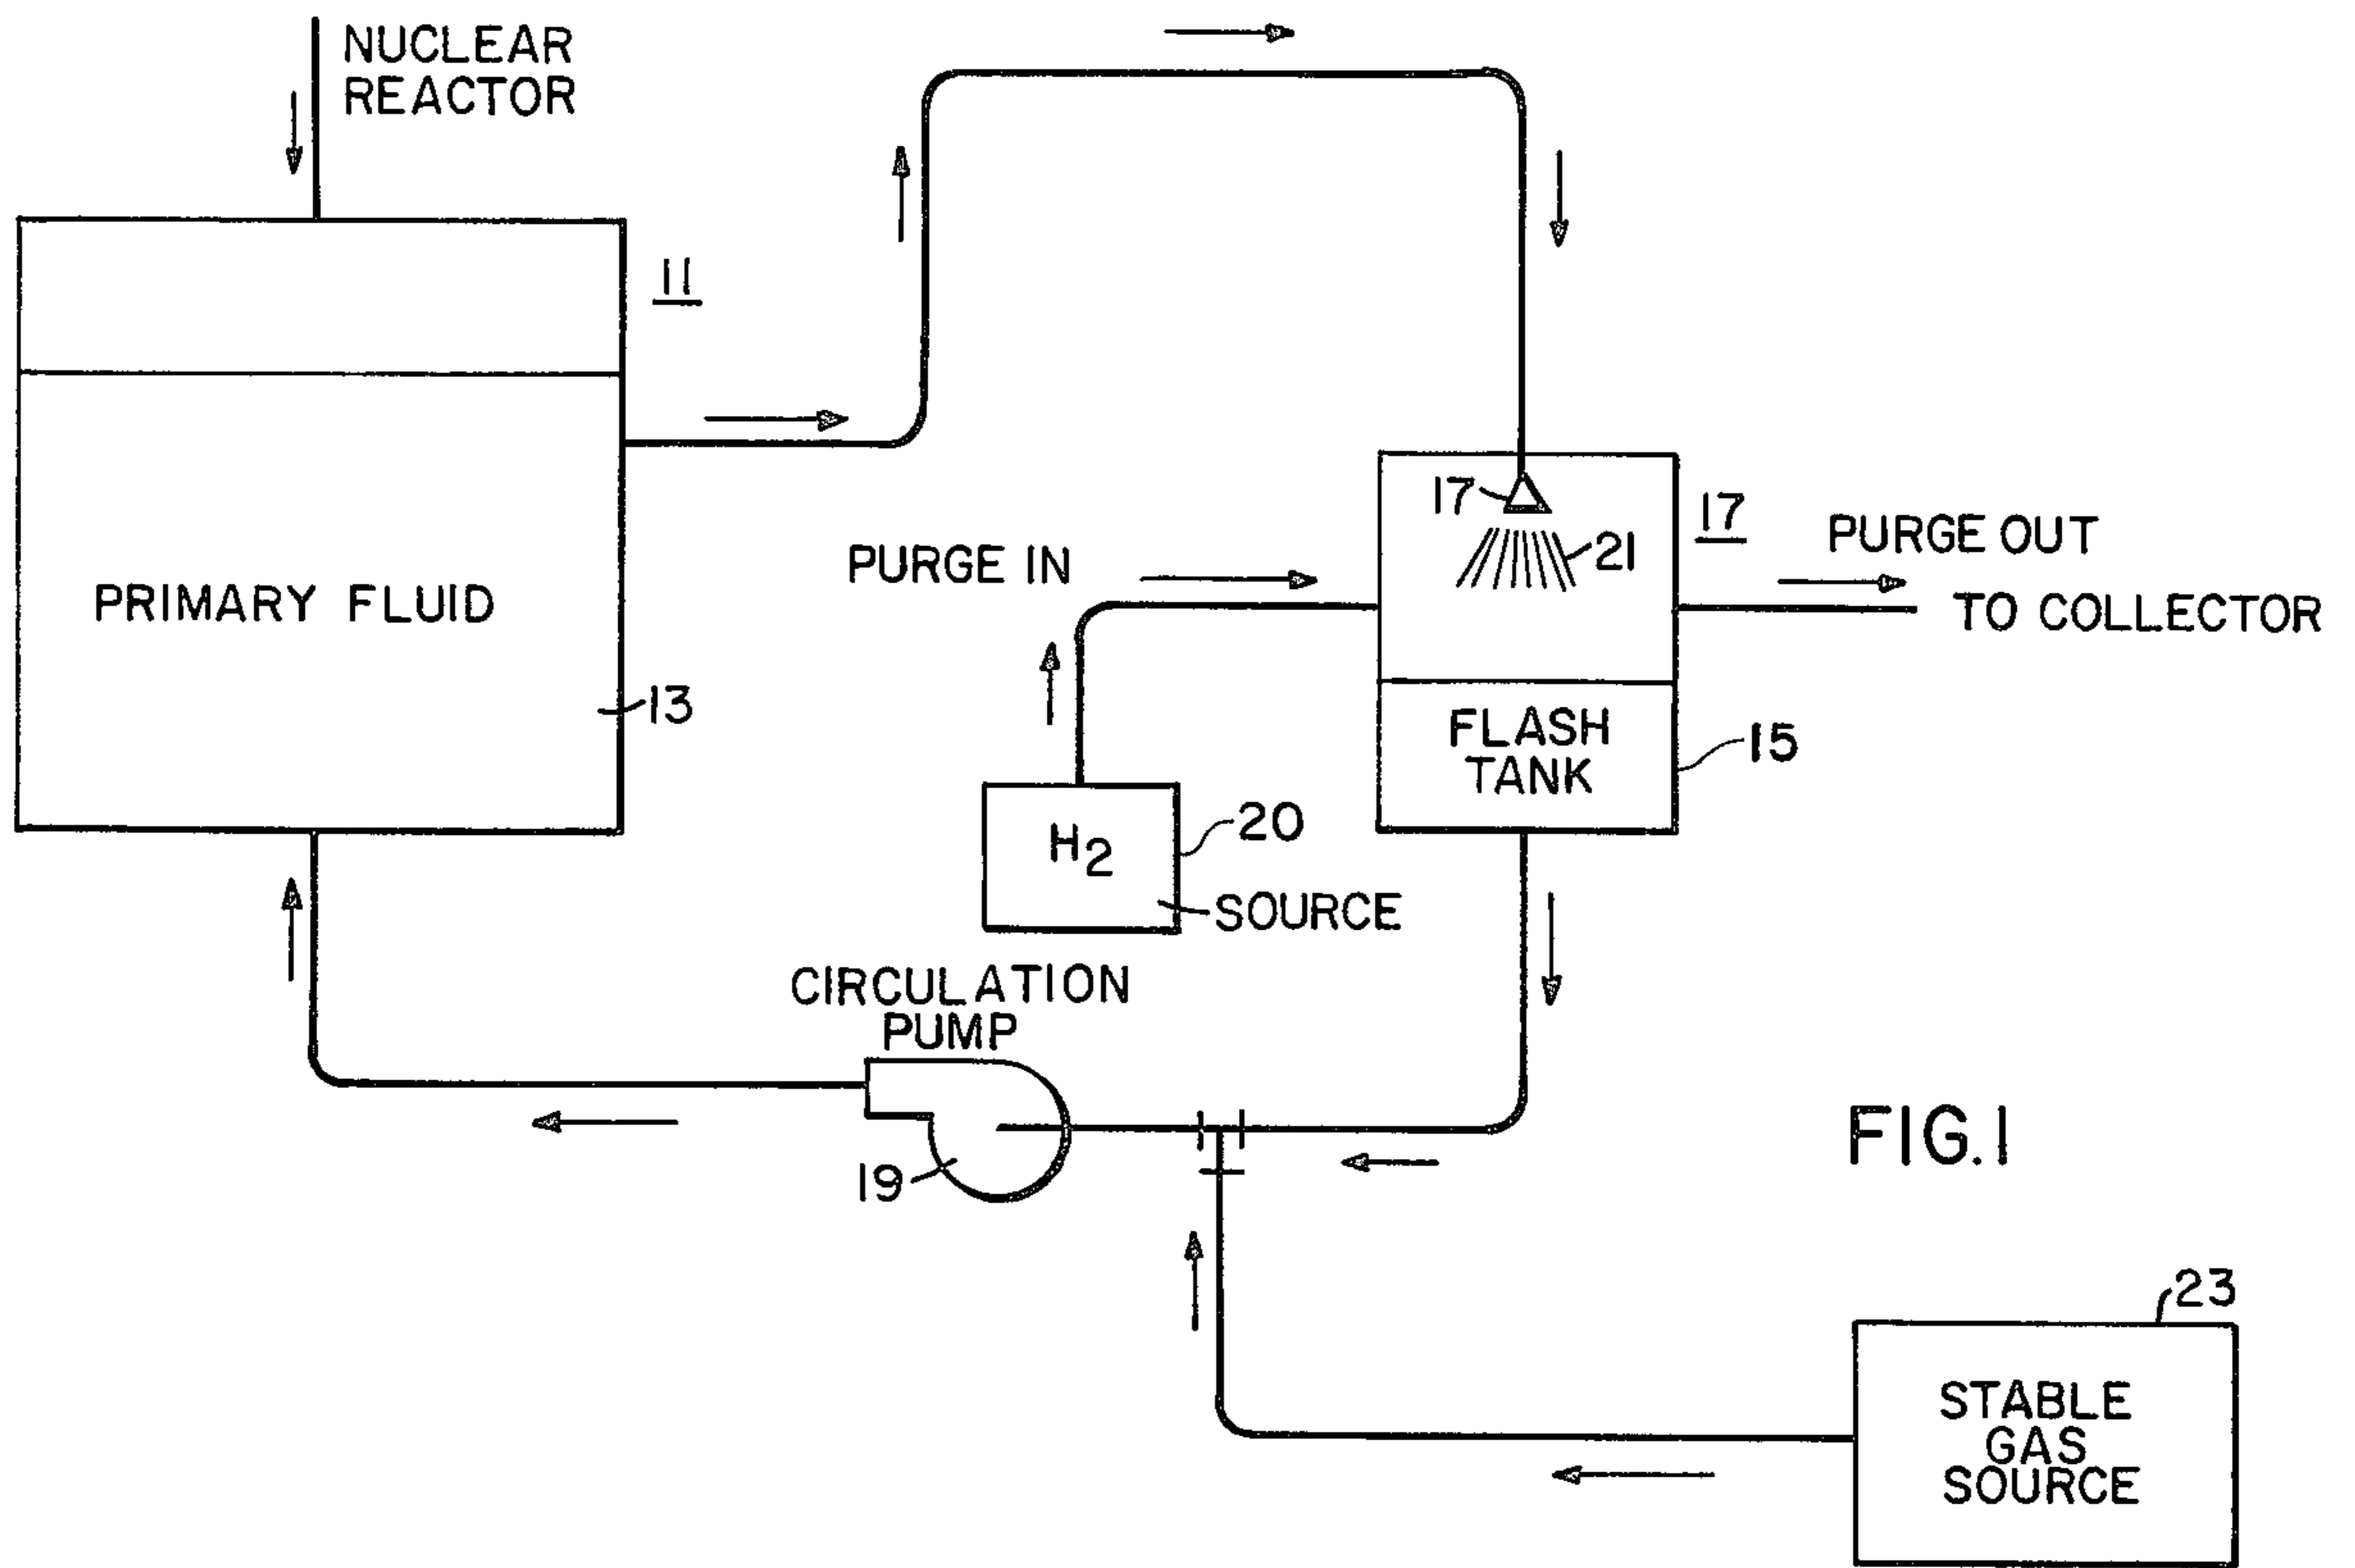 NUCLEAR
REACTOR
11
PRIMARY FLUID
13
17
17
21
PURGE IN
PURGE OUT
TO COLLECTOR
FLASH
TANK
15
H2
20
SOURCE
CIRCULATION
PUMP
19
FIG.1
23
STABLE
GAS
SOURCE